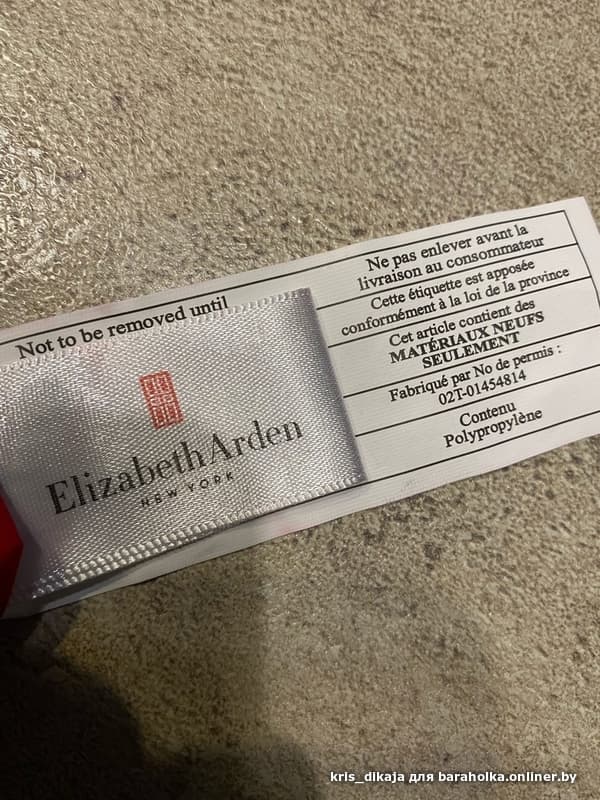 Not to be removed until
Elizabeth Arden
NEW YORK
Ne pas enlever avant la
livraison au consommateur
Cette étiquette est apposée
conformément à la loi de la province
Cet article contient des
MATÉRIAUX NEUFS
SEULEMENT
Fabriqué par No de permis :
02T-01454814
Contenu
Polypropylène
kris_dikaja для baraholka.onliner.by